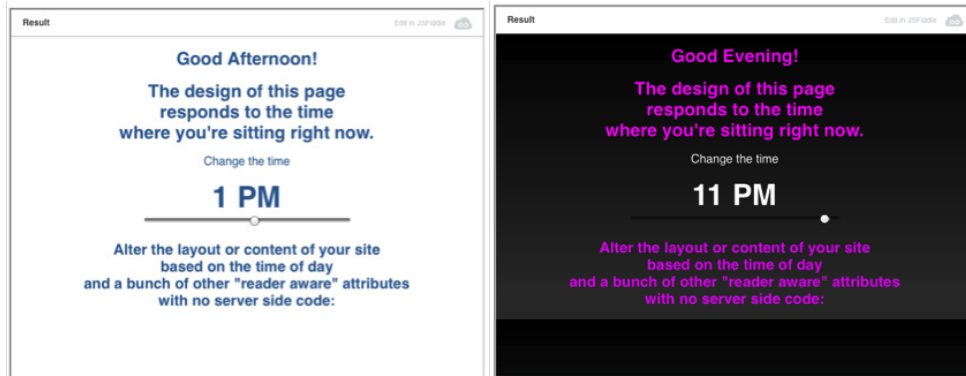 Result
Edit in JSFiddle
Good Afternoon!
The design of this page
responds to the time
where you're sitting right now.
Change the time
1 PM
Alter the layout or content of your site
based on the time of day
and a bunch of other "reader aware" attributes
with no server side code:
Result
Edit in JSFiddle
Good Evening!
The design of this page
responds to the time
where you're sitting right now.
Change the time
11 PM
Alter the layout or content of your site
based on the time of day
and a bunch of other "reader aware" attributes
with no server side code: